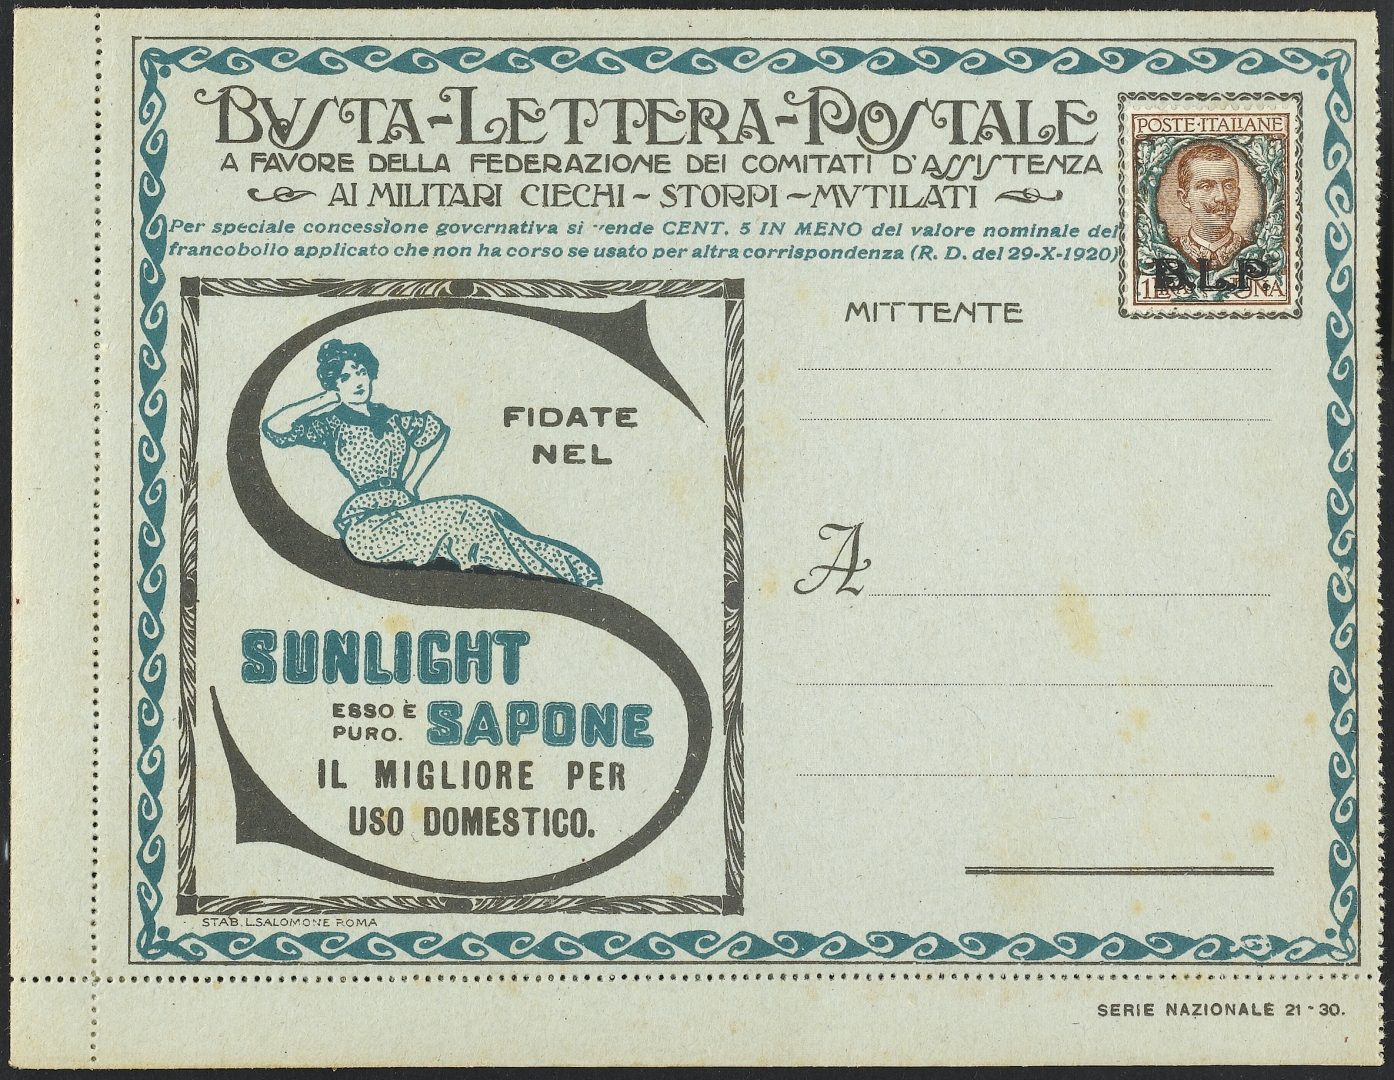 BVSTA-LETTERA-POSTALE
A FAVORE DELLA FEDERAZIONE DEI COMITATI D'ASSISTENZA
AI MILITARI CIECHI - STORPI - MVTILATI
Per speciale concessione governativa si rende CENT. 5 IN MENO del valore nominale del
francobollo applicato che non ha corso se usato per altra corrispondenza (R. D. del 29-X-1920)
POSTE·ITALIANE
B.L.P.
1
MITTENTE
FIDATE
NEL
A
SUNLIGHT
ESSO È
PURO.
SAPONE
IL MIGLIORE PER
USO DOMESTICO.
STAB. L. SALOMONE ROMA
SERIE NAZIONALE 21 - 30.